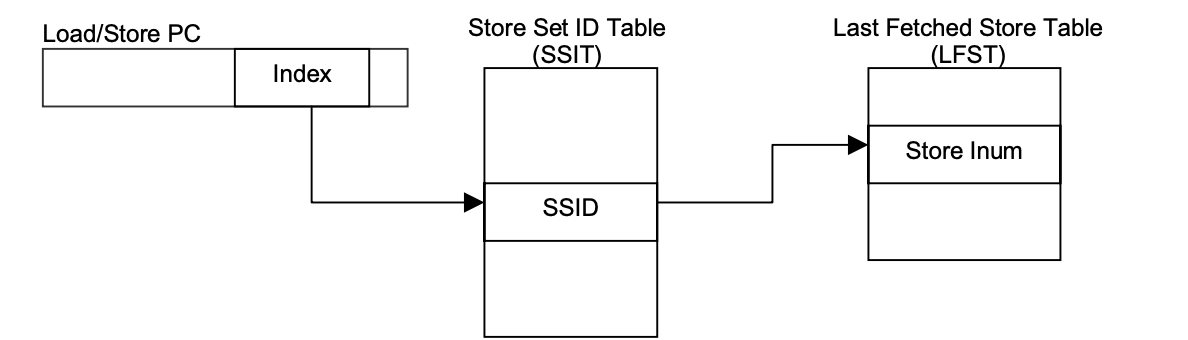 Load/Store PC
Index
Store Set ID Table
(SSIT)
SSID
Last Fetched Store Table
(LFST)
Store Inum